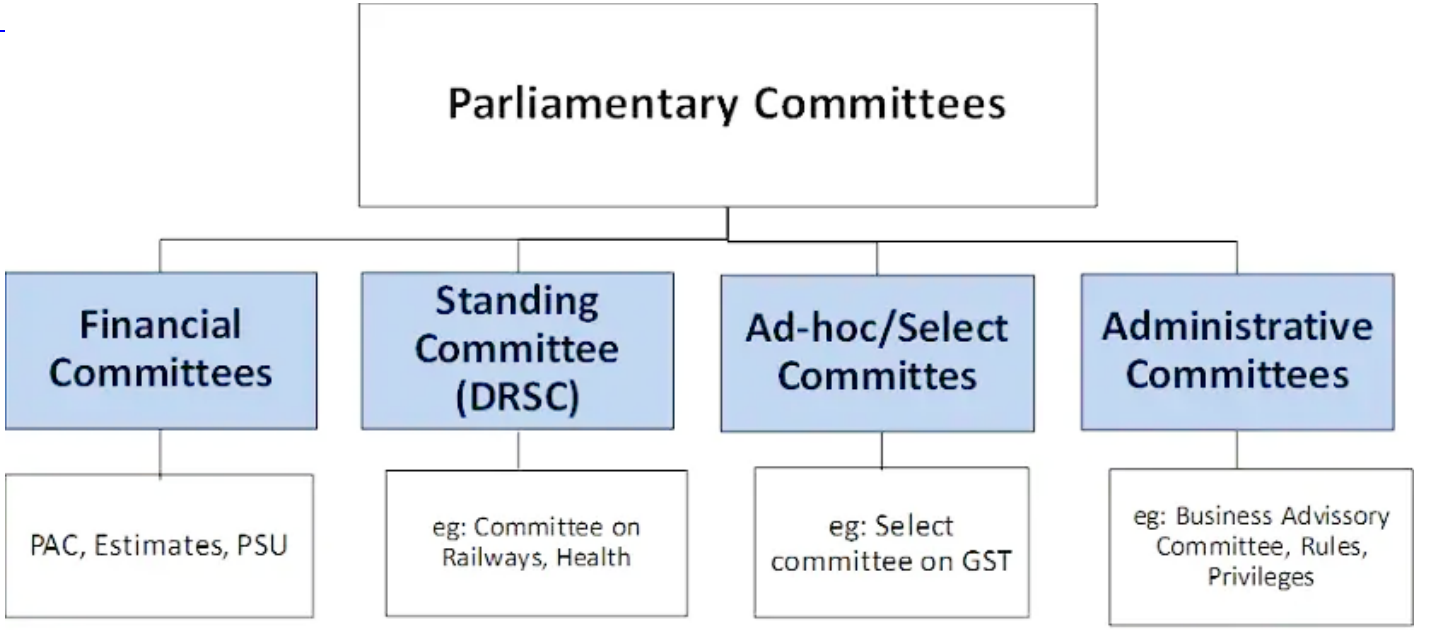 Parliamentary Committees
Financial
Committees
Standing
Committee
(DRSC)
Ad-hoc/Select
Committes
Administrative
Committees
PAC, Estimates, PSU
eg: Committee on
Railways, Health
eg: Select
committee on GST
eg: Business Advissory
Committee, Rules,
Privileges